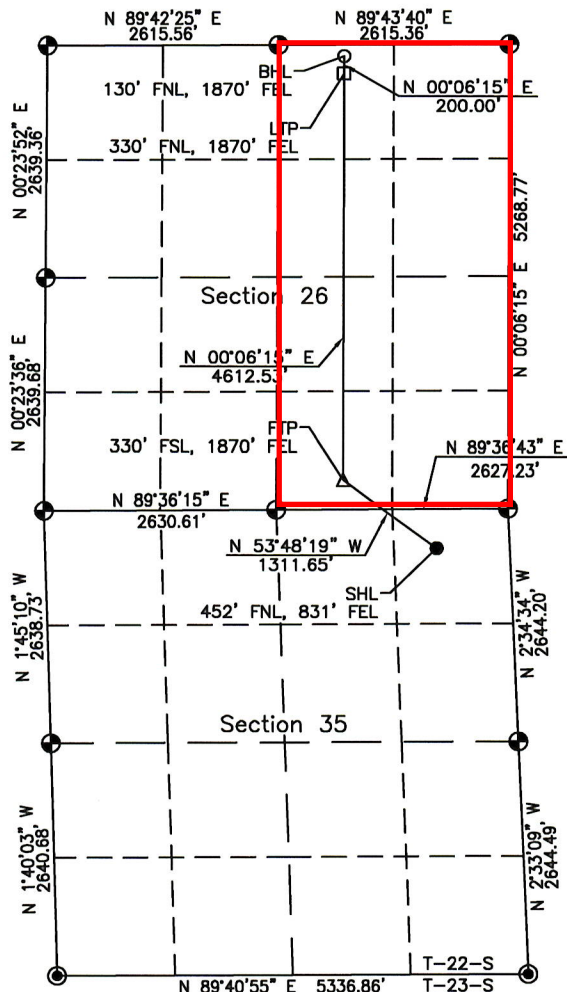 N 89°42'25" E
2615.56'
N 89°43'40" E
2615.36'
BHL
130' FNL, 1870' FEL
N 00°06'15" E
200.00'
LTP
330' FNL, 1870' FEL
N 00°23'52" E
2639.36'
5268.77'
N 00°06'15" E
Section 26
N 00°06'15" E
4612.53'
N 00°23'36" E
2639.68'
FTP
330' FSL, 1870' FEL
N 89°36'43" E
2627.23'
N 89°36'15" E
2630.61'
N 53°48'19" W
1311.65'
SHL
452' FNL, 831' FEL
N 1°45'10" W
2638.73'
N 2°34'34" W
2644.20'
Section 35
N 1°40'03" W
2640.68'
N 2°33'09" W
2644.49'
T-22-S
N 89°40'55" E 5336.86' T-23-S